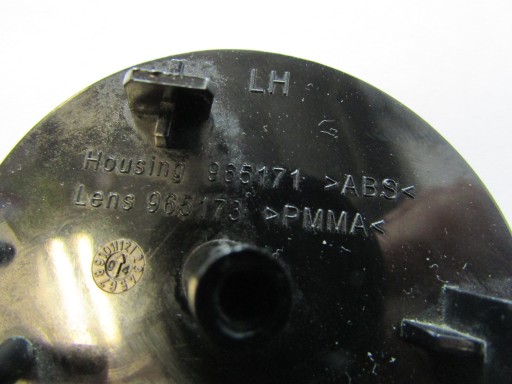 LH
Housing 965171 >ABS<
Lens 965173 >PMMA<